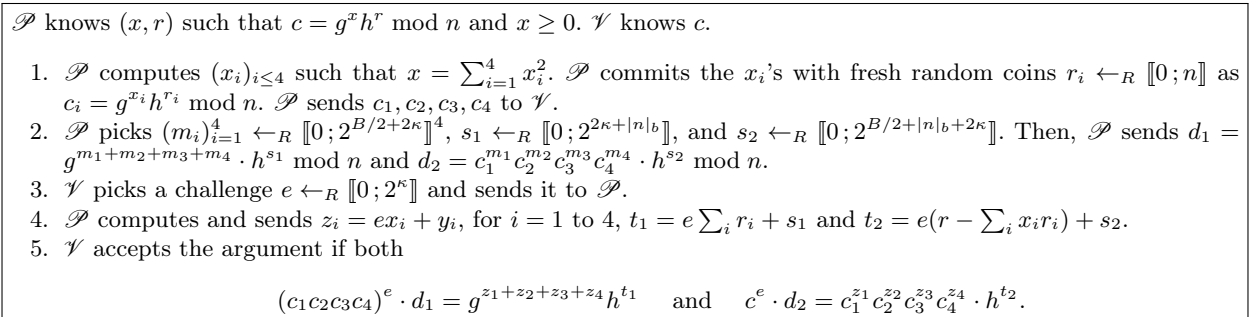 𝒫 knows (x, r) such that c = g^x h^r mod n and x ≥ 0. 𝒱 knows c.
1. 𝒫 computes (x_i)_{i≤4} such that x = ∑_{i=1}^4 x_i^2. 𝒫 commits the x_i's with fresh random coins r_i ←_R ⟦0 ; n⟧ as
c_i = g^{x_i} h^{r_i} mod n. 𝒫 sends c_1, c_2, c_3, c_4 to 𝒱.
2. 𝒫 picks (m_i)_{i=1}^4 ←_R ⟦0 ; 2^{B/2+2κ}⟧^4, s_1 ←_R ⟦0 ; 2^{2κ+|n|_b}⟧, and s_2 ←_R ⟦0 ; 2^{B/2+|n|_b+2κ}⟧. Then, 𝒫 sends d_1 =
g^{m_1+m_2+m_3+m_4} · h^{s_1} mod n and d_2 = c_1^{m_1} c_2^{m_2} c_3^{m_3} c_4^{m_4} · h^{s_2} mod n.
3. 𝒱 picks a challenge e ←_R ⟦0 ; 2^κ⟧ and sends it to 𝒫.
4. 𝒫 computes and sends z_i = ex_i + y_i, for i = 1 to 4, t_1 = e ∑_i r_i + s_1 and t_2 = e(r − ∑_i x_i r_i) + s_2.
5. 𝒱 accepts the argument if both
(c_1 c_2 c_3 c_4)^e · d_1 = g^{z_1+z_2+z_3+z_4} h^{t_1} and c^e · d_2 = c_1^{z_1} c_2^{z_2} c_3^{z_3} c_4^{z_4} · h^{t_2}.